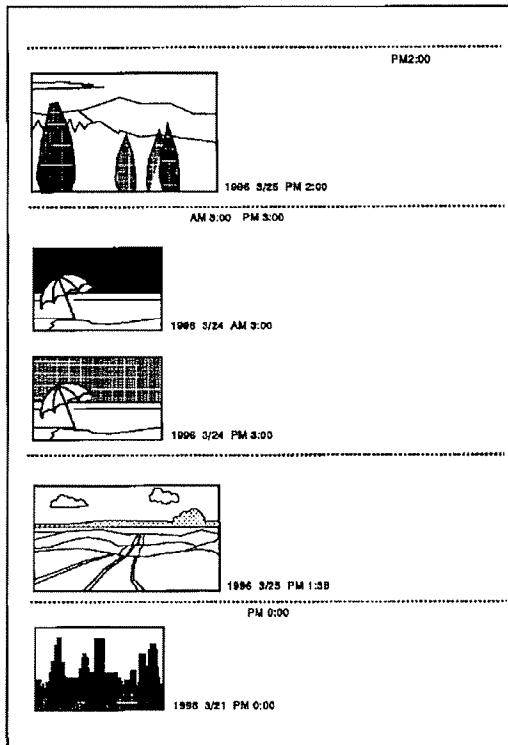 PM2:00
1996 3/25 PM 2:00
AM 3:00 PM 3:00
1996 3/24 AM 3:00
1996 3/24 PM 3:00
1996 3/25 PM 1:38
PM 0:00
1996 3/21 PM 0:00